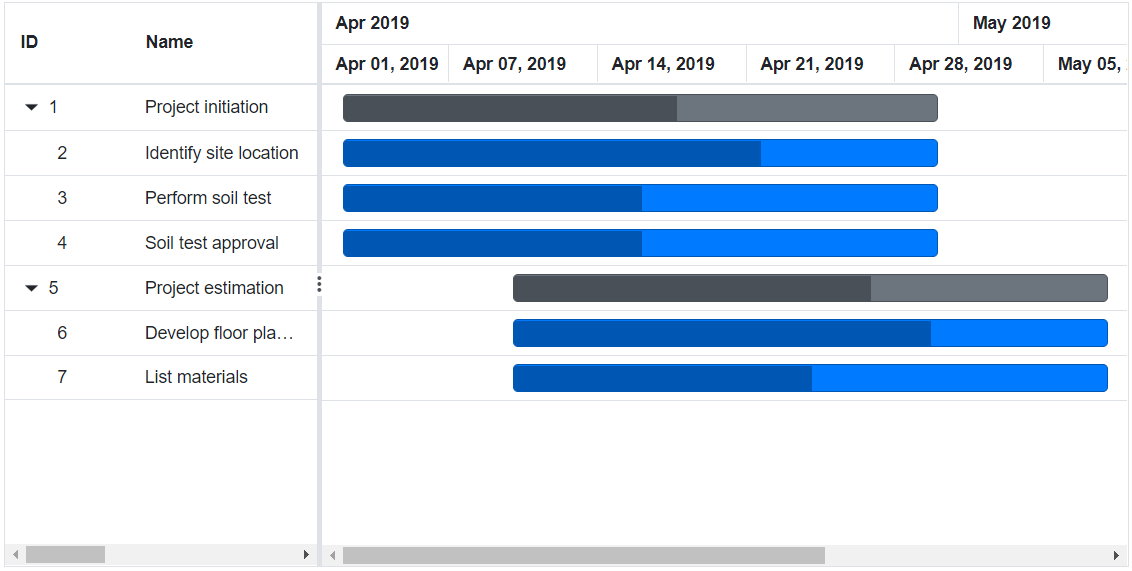 ID Name Apr 2019 May 2019
Apr 01, 2019 Apr 07, 2019 Apr 14, 2019 Apr 21, 2019 Apr 28, 2019 May 05,
1 Project initiation
2 Identify site location
3 Perform soil test
4 Soil test approval
5 Project estimation
6 Develop floor pla…
7 List materials